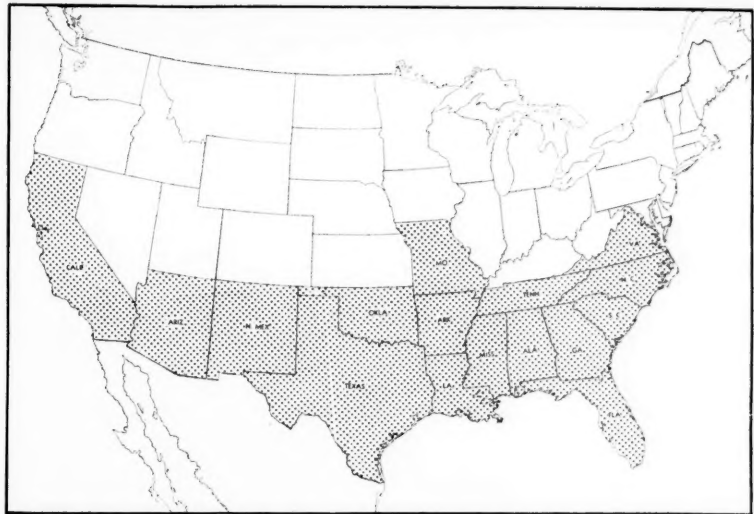 VA.
MO.
CALIF.
TENN.
N. C.
OKLA.
ARIZ.
N. MEX.
ARK.
S. C.
MISS.
ALA.
GA.
TEXAS
LA.
FLA.